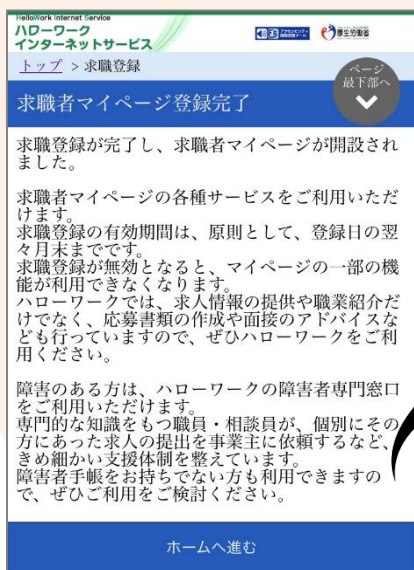 HelloWork Internet Service
ハローワーク
インターネットサービス
厚生労働省
トップ > 求職登録
ページ
最下部へ
求職者マイページ登録完了
求職登録が完了し、求職者マイページが開設され
ました。
求職者マイページの各種サービスをご利用いただ
けます。
求職登録の有効期間は、原則として、登録日の翌
々月末までです。
求職登録が無効となると、マイページの一部の機
能が利用できなくなります。
ハローワークでは、求人情報の提供や職業紹介だ
けでなく、応募書類の作成や面接のアドバイスな
ども行っていますので、ぜひハローワークをご利
用ください。
障害のある方は、ハローワークの障害者専門窓口
をご利用いただけます。
専門的な知識をもつ職員・相談員が、個別にその
方にあった求人の提出を事業主に依頼するなど、
きめ細かい支援体制を整えています。
障害者手帳をお持ちでない方も利用できますの
で、ぜひご利用をご検討ください。
ホームへ進む